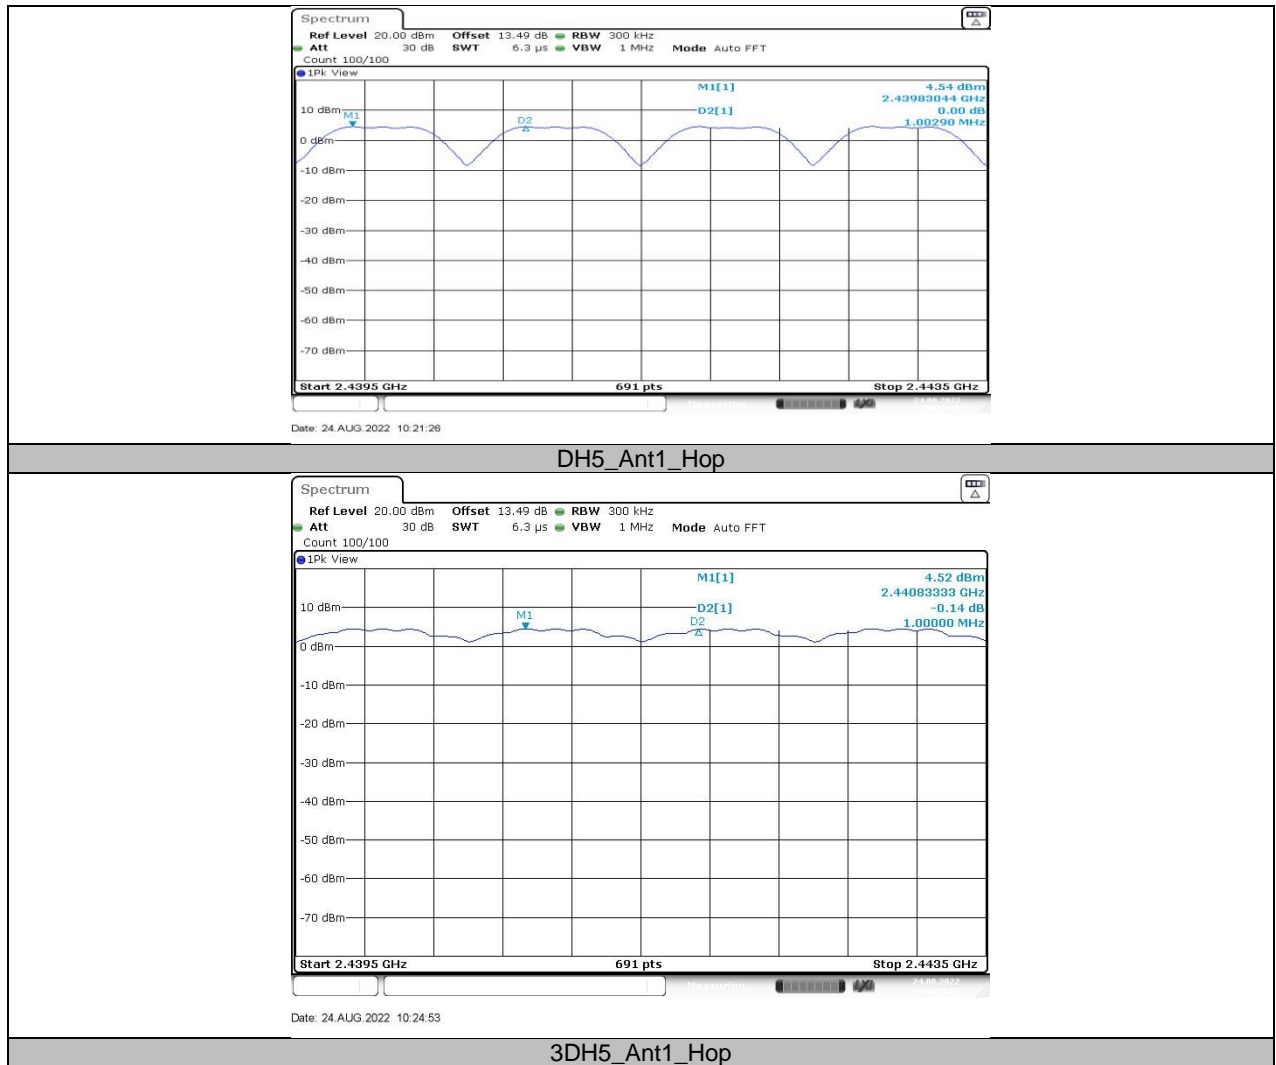 Spectrum
Ref Level 20.00 dBm Offset 13.49 dB RBW 300 kHz
Att 30 dB SWT 6.3 µs VBW 1 MHz Mode Auto FFT
Count 100/100
1Pk View
M1[1] 4.54 dBm
2.43983044 GHz
10 dBm M1 D2 D2[1] 0.00 dB
1.00290 MHz
0 dBm
-10 dBm
-20 dBm
-30 dBm
-40 dBm
-50 dBm
-60 dBm
-70 dBm
Start 2.4395 GHz 691 pts Stop 2.4435 GHz
Date: 24.AUG.2022 10:21:26
DH5_Ant1_Hop
Spectrum
Ref Level 20.00 dBm Offset 13.49 dB RBW 300 kHz
Att 30 dB SWT 6.3 µs VBW 1 MHz Mode Auto FFT
Count 100/100
1Pk View
M1[1] 4.52 dBm
2.44083333 GHz
10 dBm M1 D2[1] -0.14 dB
D2 1.00000 MHz
0 dBm
-10 dBm
-20 dBm
-30 dBm
-40 dBm
-50 dBm
-60 dBm
-70 dBm
Start 2.4395 GHz 691 pts Stop 2.4435 GHz
Measuring... 24.08.2022
Date: 24.AUG.2022 10:24:53
3DH5_Ant1_Hop